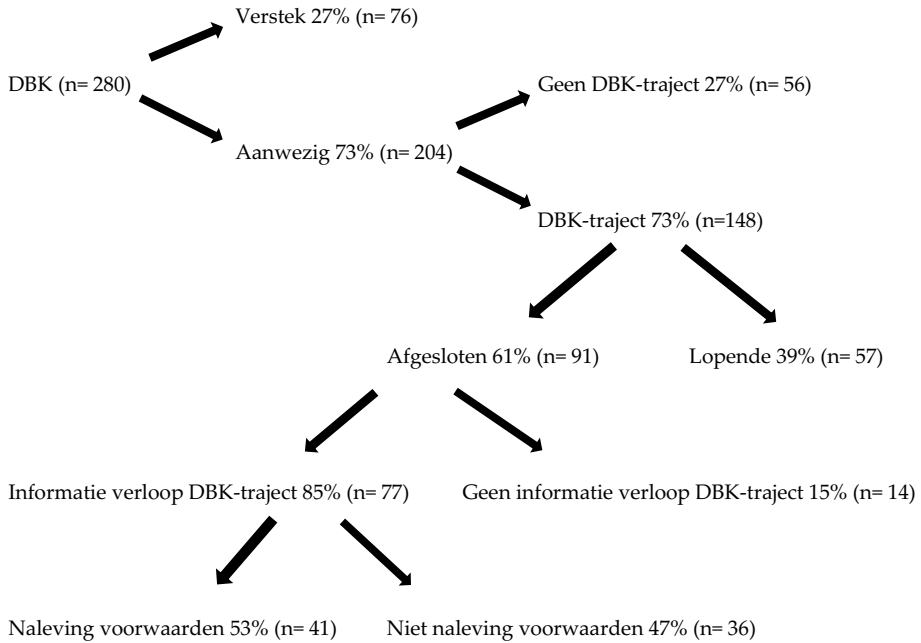 Verstek 27% (n= 76)
DBK (n= 280)
Geen DBK-traject 27% (n= 56)
Aanwezig 73% (n= 204)
DBK-traject 73% (n=148)
Afgesloten 61% (n= 91)
Lopende 39% (n= 57)
Informatie verloop DBK-traject 85% (n= 77)
Geen informatie verloop DBK-traject 15% (n= 14)
Naleving voorwaarden 53% (n= 41)
Niet naleving voorwaarden 47% (n= 36)